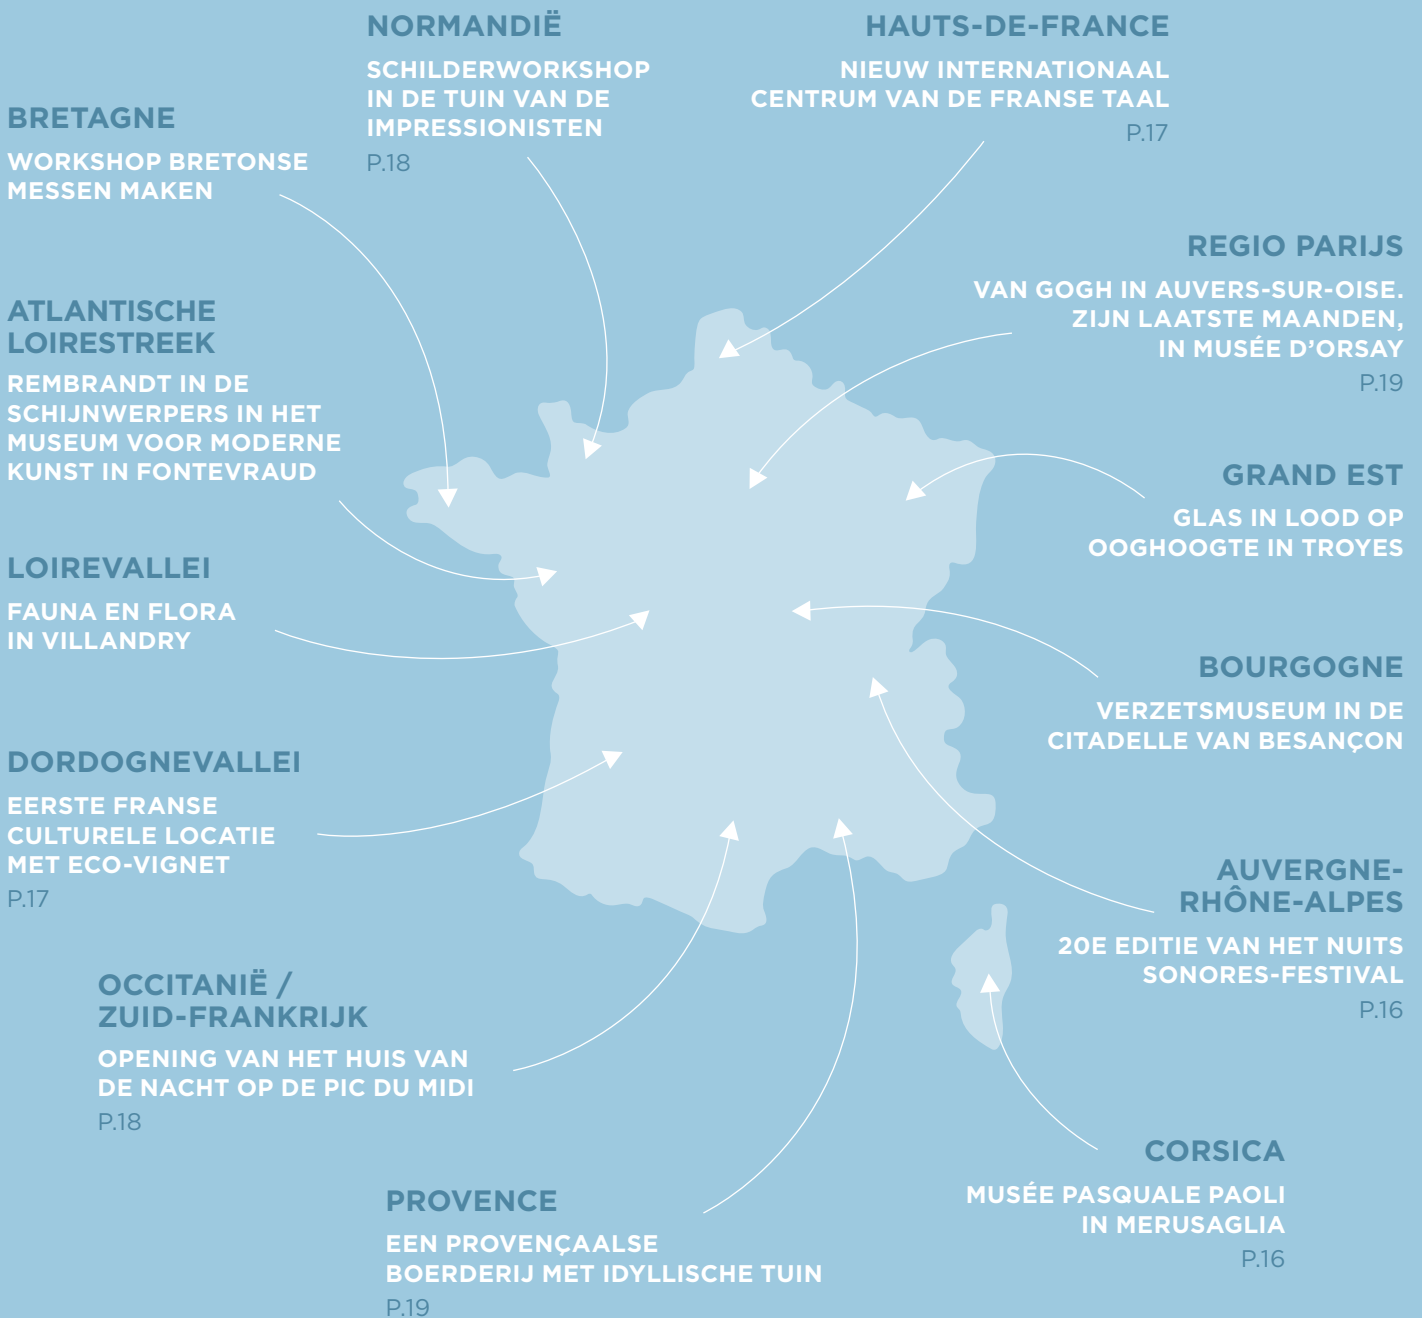 NORMANDIË
SCHILDERWORKSHOP
IN DE TUIN VAN DE
IMPRESSIONISTEN
P.18
HAUTS-DE-FRANCE
NIEUW INTERNATIONAAL
CENTRUM VAN DE FRANSE TAAL
P.17
BRETAGNE
WORKSHOP BRETONSE
MESSEN MAKEN
REGIO PARIJS
VAN GOGH IN AUVERS-SUR-OISE.
ZIJN LAATSTE MAANDEN,
IN MUSÉE D’ORSAY
P.19
ATLANTISCHE
LOIRESTREEK
REMBRANDT IN DE
SCHIJNWERPERS IN HET
MUSEUM VOOR MODERNE
KUNST IN FONTEVRAUD
GRAND EST
GLAS IN LOOD OP
OOGHOOGTE IN TROYES
LOIREVALLEI
FAUNA EN FLORA
IN VILLANDRY
BOURGOGNE
VERZETSMUSEUM IN DE
CITADELLE VAN BESANÇON
DORDOGNEVALLEI
EERSTE FRANSE
CULTURELE LOCATIE
MET ECO-VIGNET
P.17
AUVERGNE-
RHÔNE-ALPES
20E EDITIE VAN HET NUITS
SONORES-FESTIVAL
P.16
OCCITANIË /
ZUID-FRANKRIJK
OPENING VAN HET HUIS VAN
DE NACHT OP DE PIC DU MIDI
P.18
CORSICA
MUSÉE PASQUALE PAOLI
IN MERUSAGLIA
P.16
PROVENCE
EEN PROVENÇAALSE
BOERDERIJ MET IDYLLISCHE TUIN
P.19